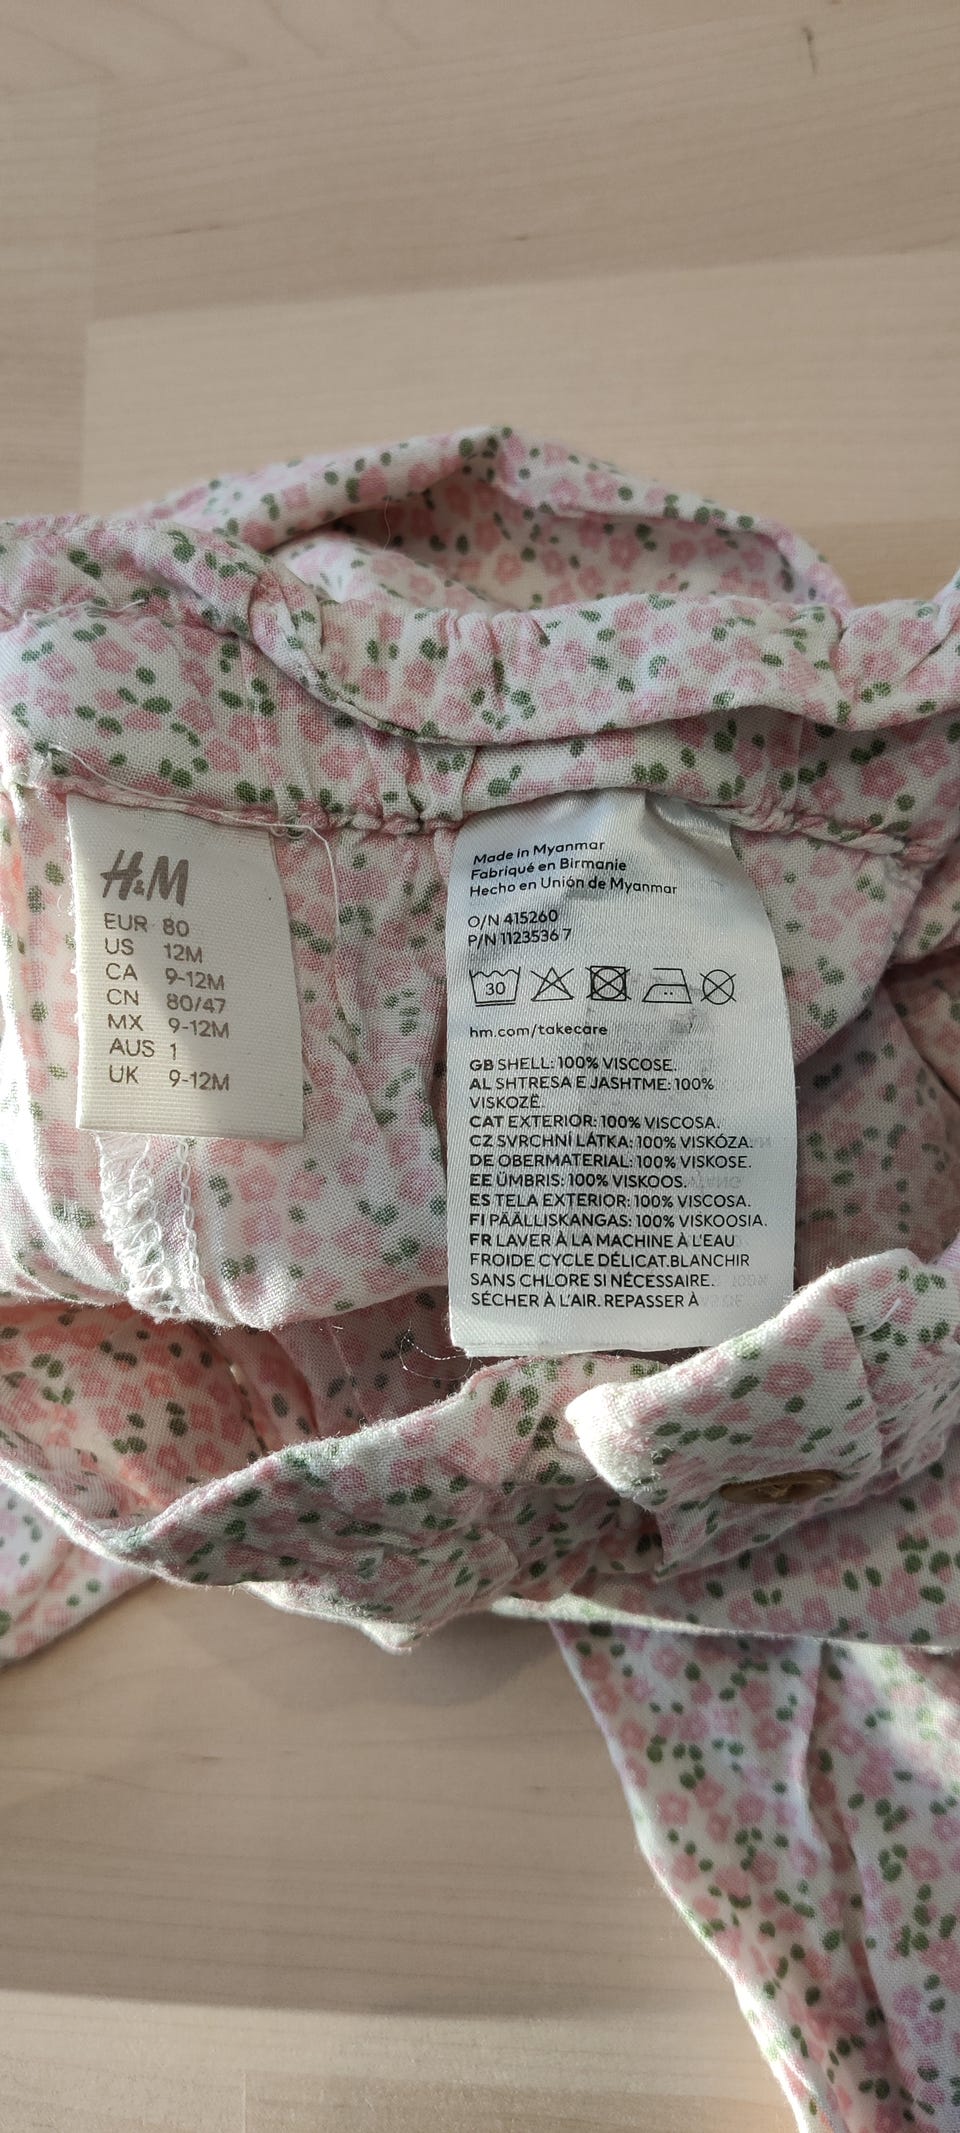 H&M
EUR 80
US 12M
CA 9-12M
CN 80/47
MX 9-12M
AUS 1
UK 9-12M
Made in Myanmar
Fabriqué en Birmanie
Hecho en Unión de Myanmar
O/N 415260
P/N 1123536 7
30
hm.com/takecare
GB SHELL: 100% VISCOSE.
AL SHTRESA E JASHTME: 100%
VISKOZË.
CAT EXTERIOR: 100% VISCOSA.
CZ SVRCHNÍ LÁTKA: 100% VISKÓZA.
DE OBERMATERIAL: 100% VISKOSE.
EE ÜMBRIS: 100% VISKOOS.
ES TELA EXTERIOR: 100% VISCOSA.
FI PÄÄLLISKANGAS: 100% VISKOOSIA.
FR LAVER À LA MACHINE À L'EAU
FROIDE CYCLE DÉLICAT.BLANCHIR
SANS CHLORE SI NÉCESSAIRE.
SÉCHER À L'AIR. REPASSER À